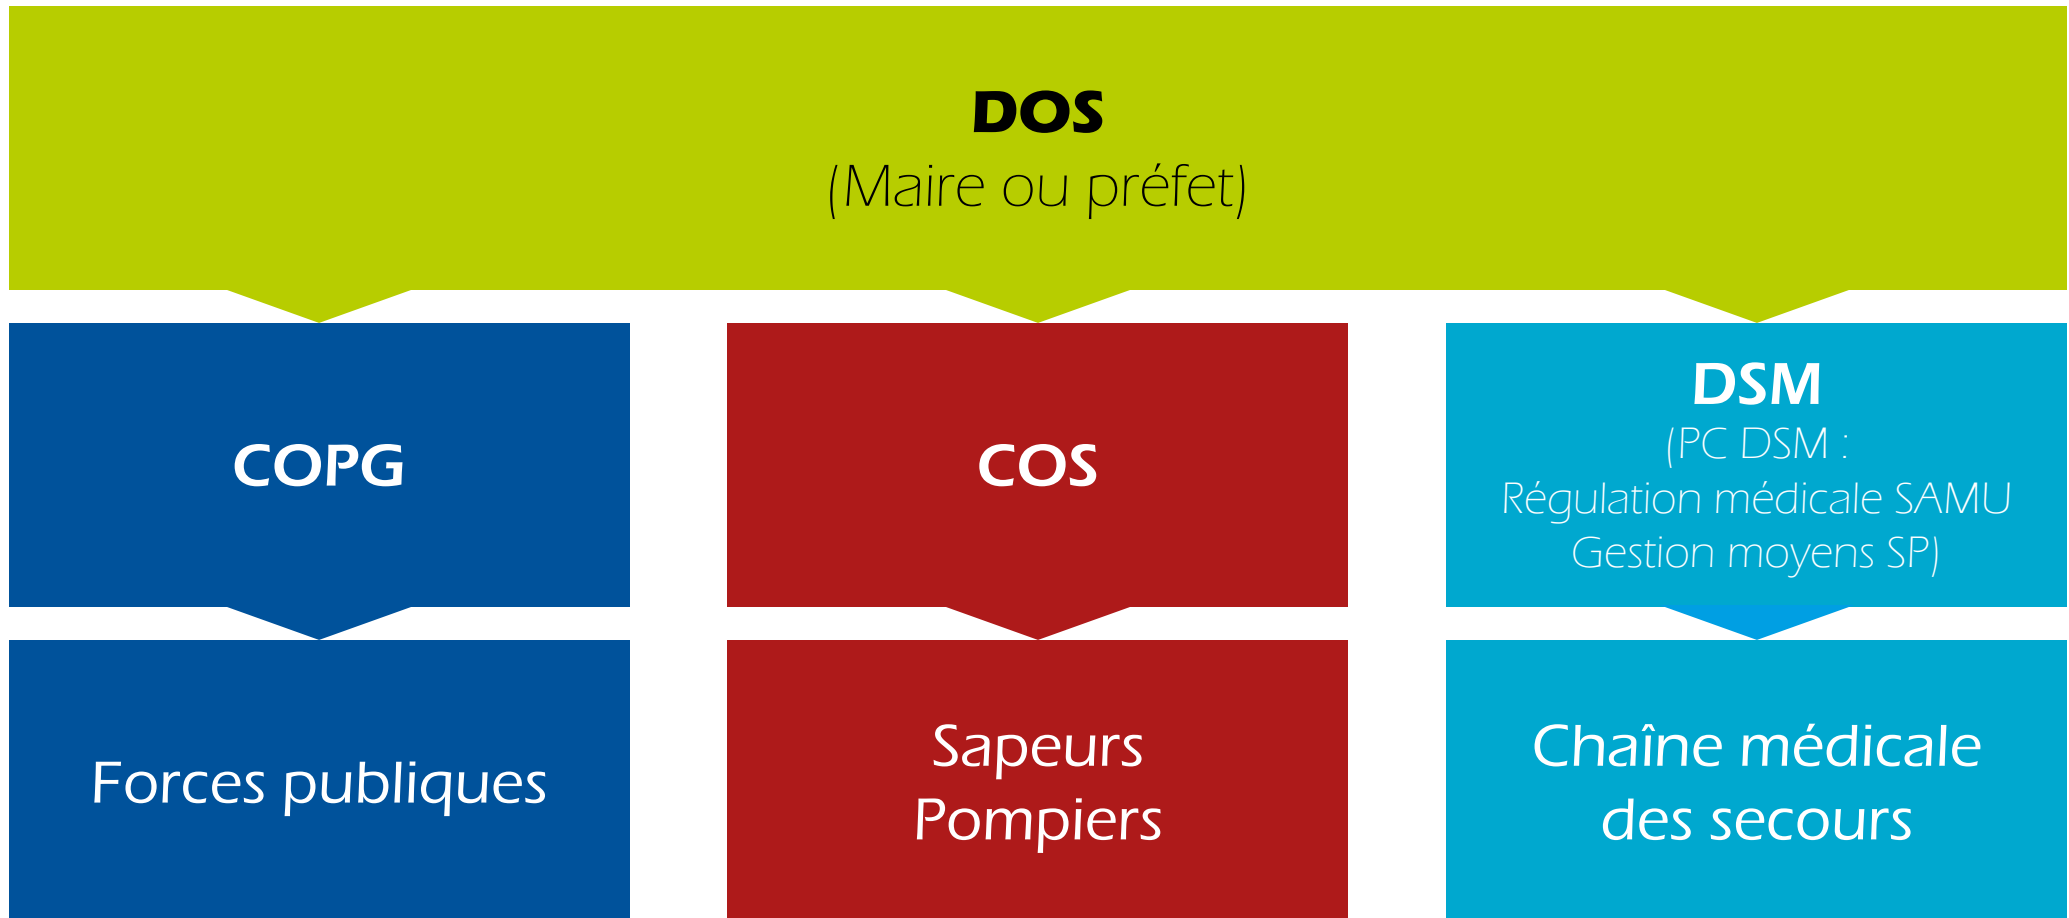 DOS
(Maire ou préfet)
COPG
COS
DSM
(PC DSM :
Régulation médicale SAMU
Gestion moyens SP)
Forces publiques
Sapeurs
Pompiers
Chaîne médicale
des secours